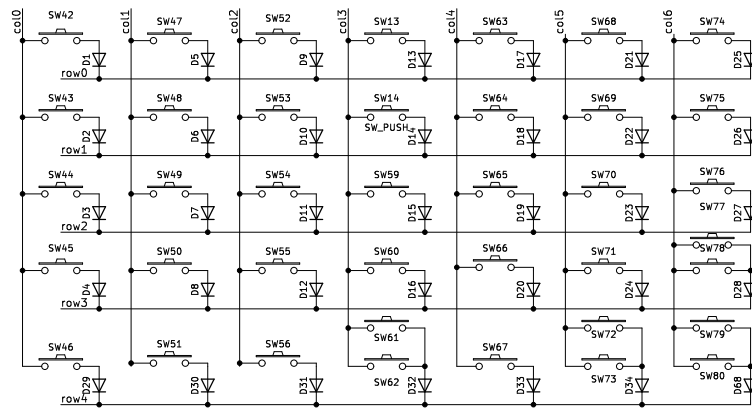 col0 col1 col2 col3 col4 col5 col6
SW42 SW47 SW52 SW13 SW63 SW68 SW74
D1 D5 D9 D13 D17 D21 D25
row0
SW43 SW48 SW53 SW14 SW64 SW69 SW75
SW_PUSH
D2 D6 D10 D14 D18 D22 D26
row1
SW44 SW49 SW54 SW59 SW65 SW70 SW76
D3 D7 D11 D15 D19 D23 SW77 D27
row2
SW45 SW50 SW55 SW60 SW66 SW71 SW78
D4 D8 D12 D16 D20 D24 D28
row3
SW61 SW72 SW79
SW46 SW51 SW56 SW67
SW62 SW73 SW80
D29 D30 D31 D32 D33 D34 D68
row4